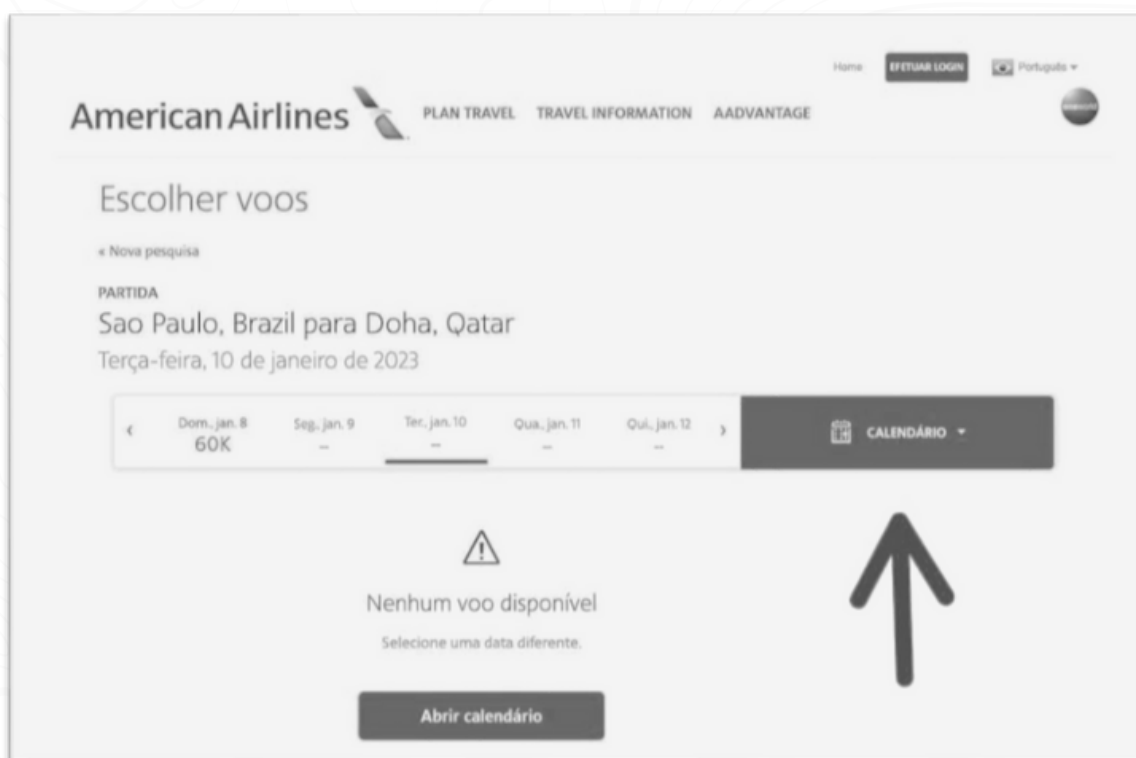 Home EFETUAR LOGIN Português
American Airlines PLAN TRAVEL TRAVEL INFORMATION AADVANTAGE
Escolher voos
« Nova pesquisa
PARTIDA
Sao Paulo, Brazil para Doha, Qatar
Terça-feira, 10 de janeiro de 2023
‹ Dom., jan. 8 Seg., jan. 9 Ter., jan. 10 Qua., jan. 11 Qui., jan. 12 › CALENDÁRIO
60K -- -- -- --
Nenhum voo disponível
Selecione uma data diferente.
Abrir calendário